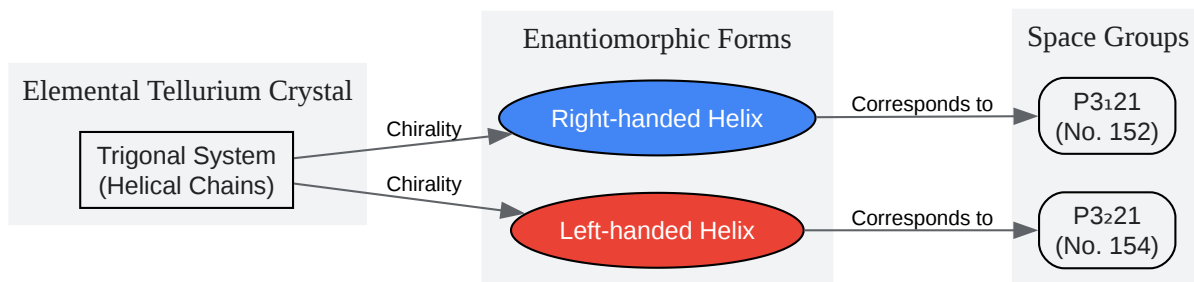 Elemental Tellurium Crystal
Trigonal System
(Helical Chains)
Chirality
Chirality
Enantiomorphic Forms
Right-handed Helix
Left-handed Helix
Corresponds to
Corresponds to
Space Groups
P3₁21
(No. 152)
P3₂21
(No. 154)